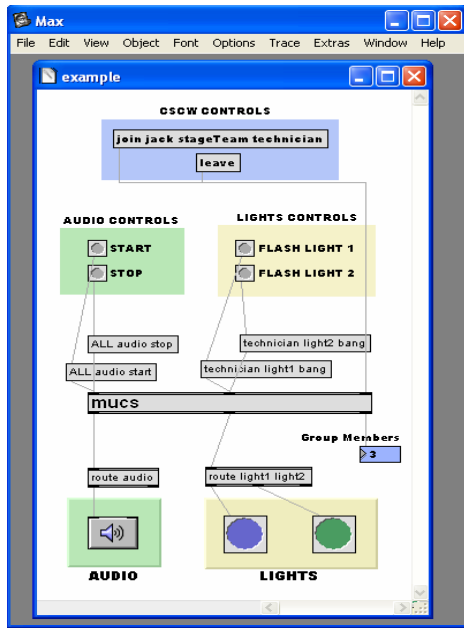 Max
File Edit View Object Font Options Trace Extras Window Help
example
CSCW CONTROLS
join jack stageTeam technician
leave
AUDIO CONTROLS
LIGHTS CONTROLS
START
FLASH LIGHT 1
STOP
FLASH LIGHT 2
ALL audio stop
technician light2 bang
ALL audio start
technician light1 bang
mucs
Group Members
3
route audio
route light1 light2
AUDIO
LIGHTS